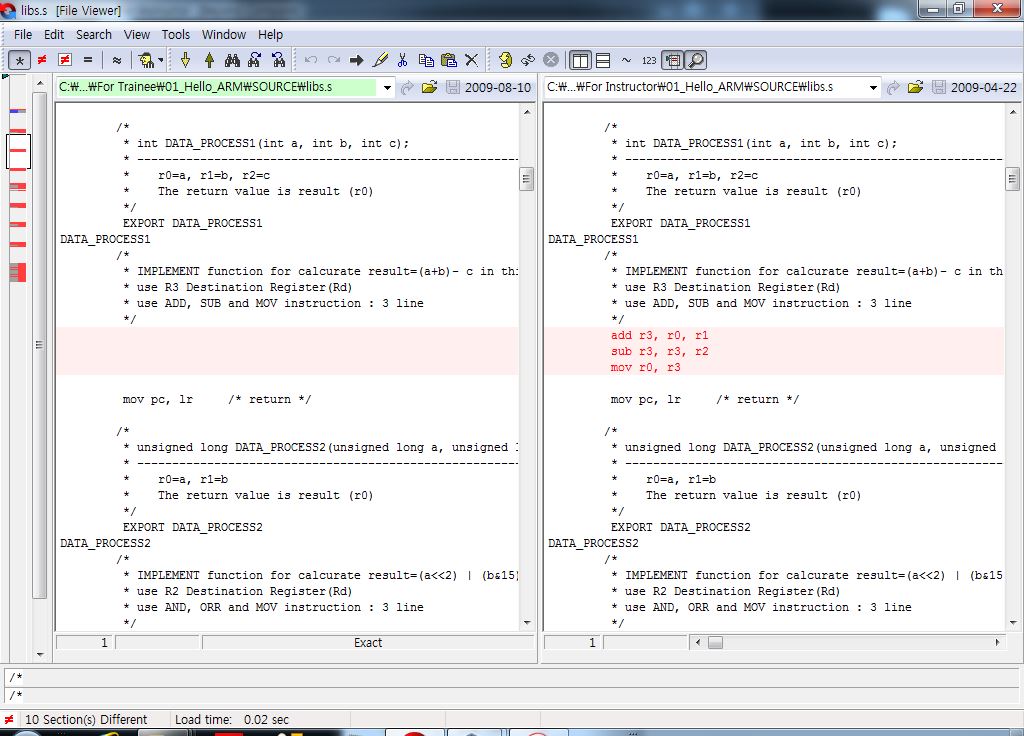 libs.s [File Viewer]
File Edit Search View Tools Window Help
123
C:₩...₩For Trainee₩01_Hello_ARM₩SOURCE₩libs.s 2009-08-10
/*
* int DATA_PROCESS1(int a, int b, int c);
* ------------------------------------------------------
* r0=a, r1=b, r2=c
* The return value is result (r0)
*/
EXPORT DATA_PROCESS1
DATA_PROCESS1
/*
* IMPLEMENT function for calcurate result=(a+b)- c in thi
* use R3 Destination Register(Rd)
* use ADD, SUB and MOV instruction : 3 line
*/
mov pc, lr /* return */
/*
* unsigned long DATA_PROCESS2(unsigned long a, unsigned l
* ------------------------------------------------------
* r0=a, r1=b
* The return value is result (r0)
*/
EXPORT DATA_PROCESS2
DATA_PROCESS2
/*
* IMPLEMENT function for calcurate result=(a<<2) | (b&15)
* use R2 Destination Register(Rd)
* use AND, ORR and MOV instruction : 3 line
*/
1 Exact
C:₩...₩For Instructor₩01_Hello_ARM₩SOURCE₩libs.s 2009-04-22
/*
* int DATA_PROCESS1(int a, int b, int c);
* ------------------------------------------------------
* r0=a, r1=b, r2=c
* The return value is result (r0)
*/
EXPORT DATA_PROCESS1
DATA_PROCESS1
/*
* IMPLEMENT function for calcurate result=(a+b)- c in th
* use R3 Destination Register(Rd)
* use ADD, SUB and MOV instruction : 3 line
*/
add r3, r0, r1
sub r3, r3, r2
mov r0, r3
mov pc, lr /* return */
/*
* unsigned long DATA_PROCESS2(unsigned long a, unsigned
* ------------------------------------------------------
* r0=a, r1=b
* The return value is result (r0)
*/
EXPORT DATA_PROCESS2
DATA_PROCESS2
/*
* IMPLEMENT function for calcurate result=(a<<2) | (b&15
* use R2 Destination Register(Rd)
* use AND, ORR and MOV instruction : 3 line
*/
1
/*
/*
≠ 10 Section(s) Different Load time: 0.02 sec